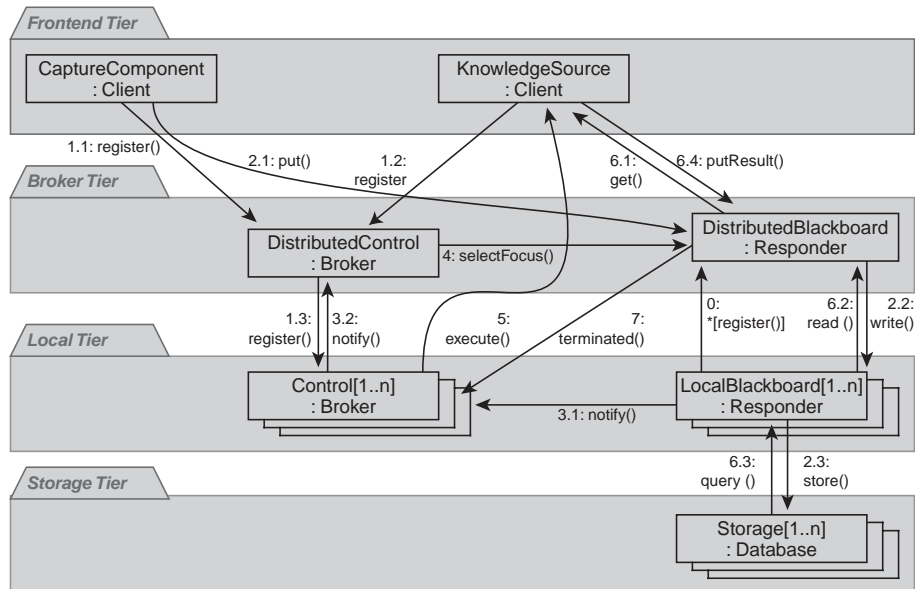 Frontend Tier
CaptureComponent
: Client
KnowledgeSource
: Client
1.1: register()
2.1: put()
1.2:
register
6.1:
get()
6.4: putResult()
Broker Tier
DistributedControl
: Broker
4: selectFocus()
DistributedBlackboard
: Responder
1.3:
register()
3.2:
notify()
5:
execute()
7:
terminated()
0:
*[register()]
6.2:
read ()
2.2:
write()
Local Tier
Control[1..n]
: Broker
3.1: notify()
LocalBlackboard[1..n]
: Responder
6.3:
query ()
2.3:
store()
Storage Tier
Storage[1..n]
: Database